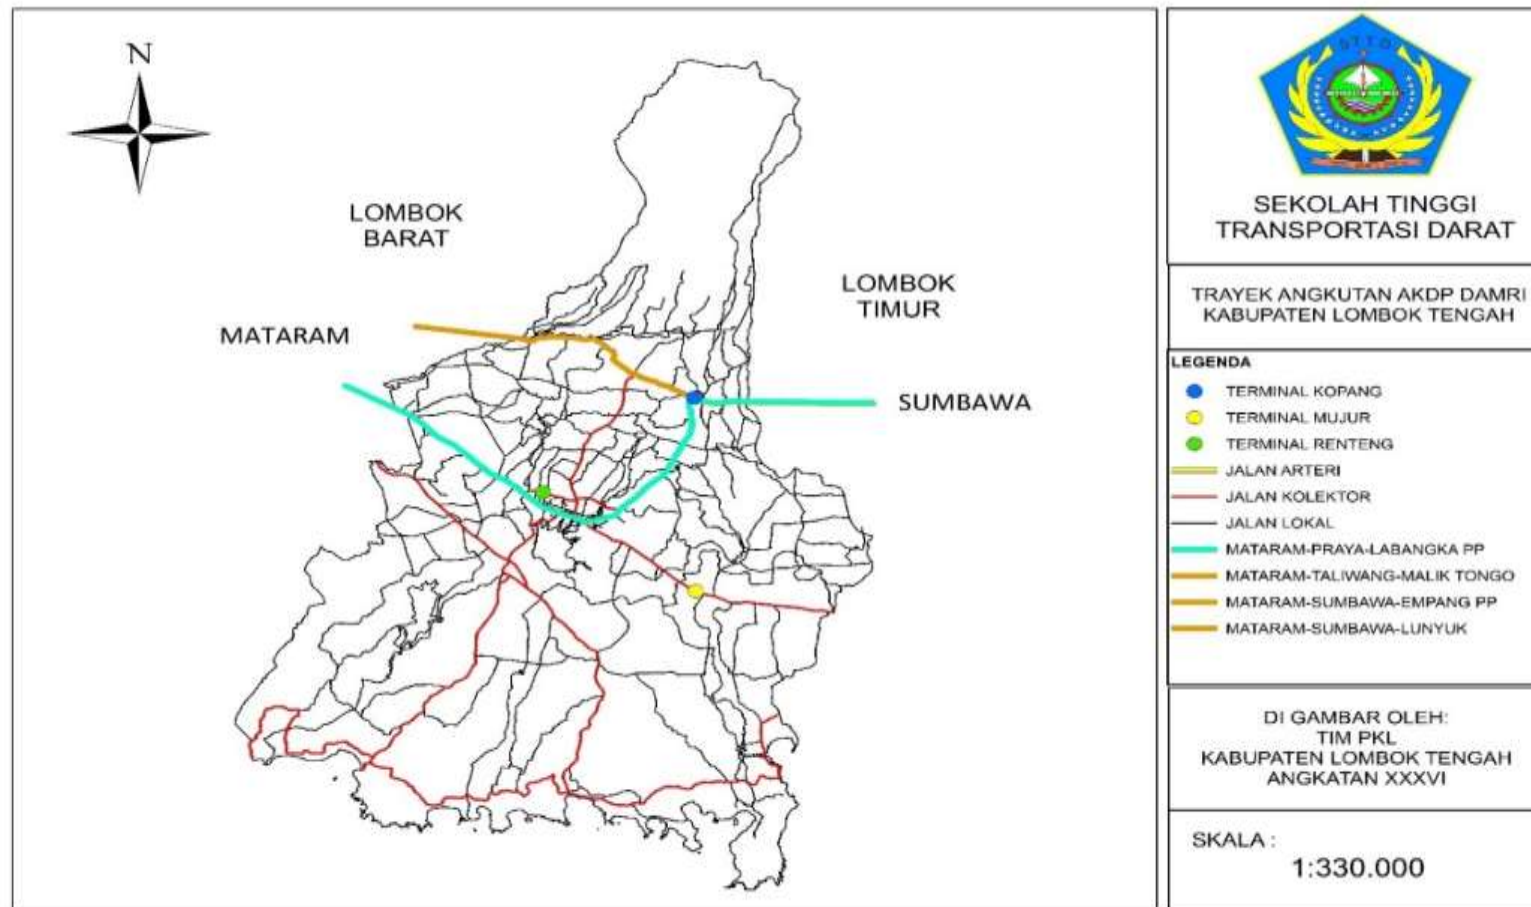 N
LOMBOK
BARAT
LOMBOK
TIMUR
MATARAM
SUMBAWA
STTD
SEKOLAH TINGGI
TRANSPORTASI DARAT
TRAYEK ANGKUTAN AKDP DAMRI
KABUPATEN LOMBOK TENGAH
LEGENDA
TERMINAL KOPANG
TERMINAL MUJUR
TERMINAL RENTENG
JALAN ARTERI
JALAN KOLEKTOR
JALAN LOKAL
MATARAM-PRAYA-LABANGKA PP
MATARAM-TALIWANG-MALIK TONGO
MATARAM-SUMBAWA-EMPANG PP
MATARAM-SUMBAWA-LUNYUK
DI GAMBAR OLEH:
TIM PKL
KABUPATEN LOMBOK TENGAH
ANGKATAN XXXVI
SKALA :
1:330.000